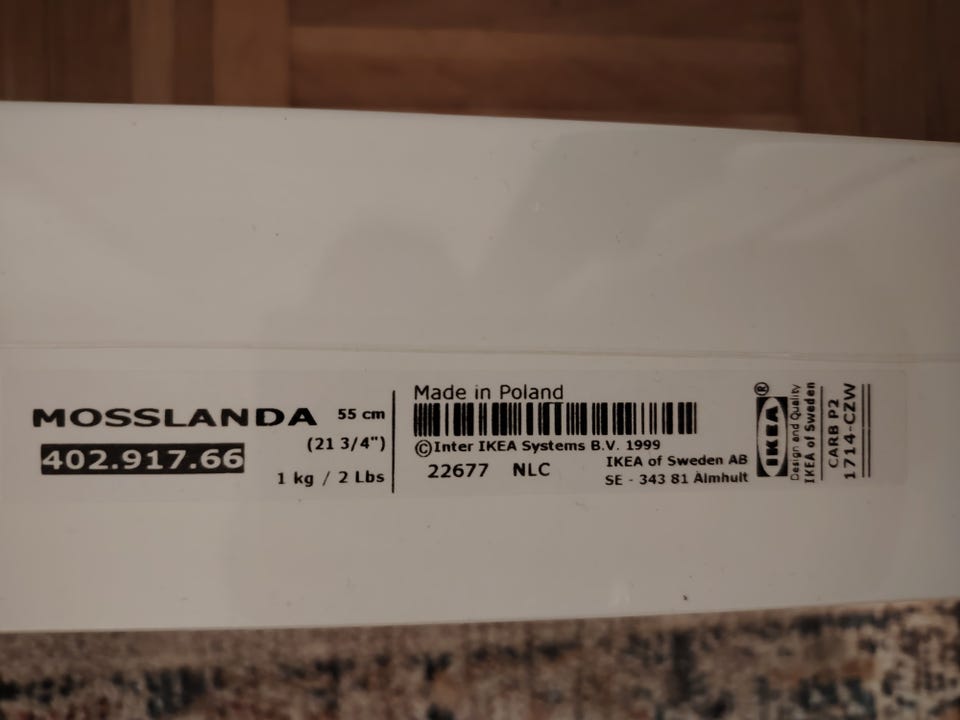 MOSSLANDA 55 cm
(21 3/4")
402.917.66
1 kg / 2 Lbs
Made in Poland
©Inter IKEA Systems B.V. 1999
22677 NLC
IKEA of Sweden AB
SE - 343 81 Älmhult
IKEA®
Design and Quality
IKEA of Sweden
CARB P2
1714-CZW